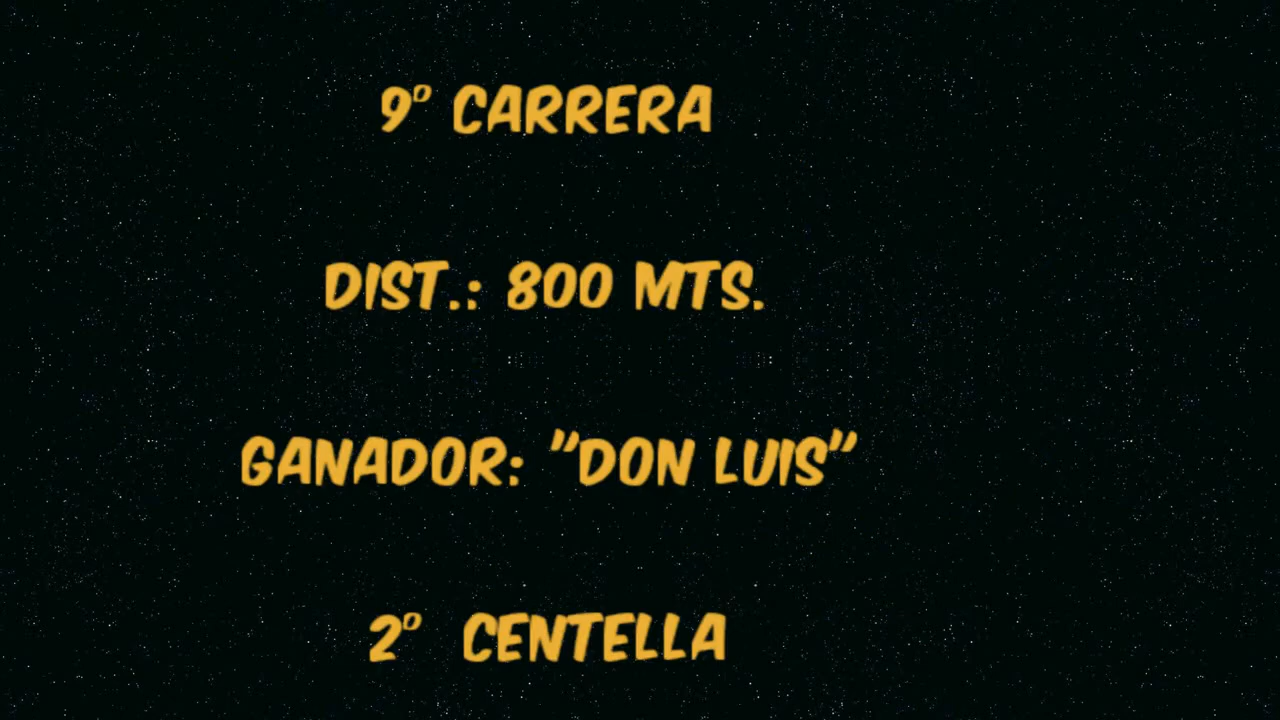 9º CARRERA
DIST.: 800 MTS.
GANADOR: "DON LUIS"
2º CENTELLA